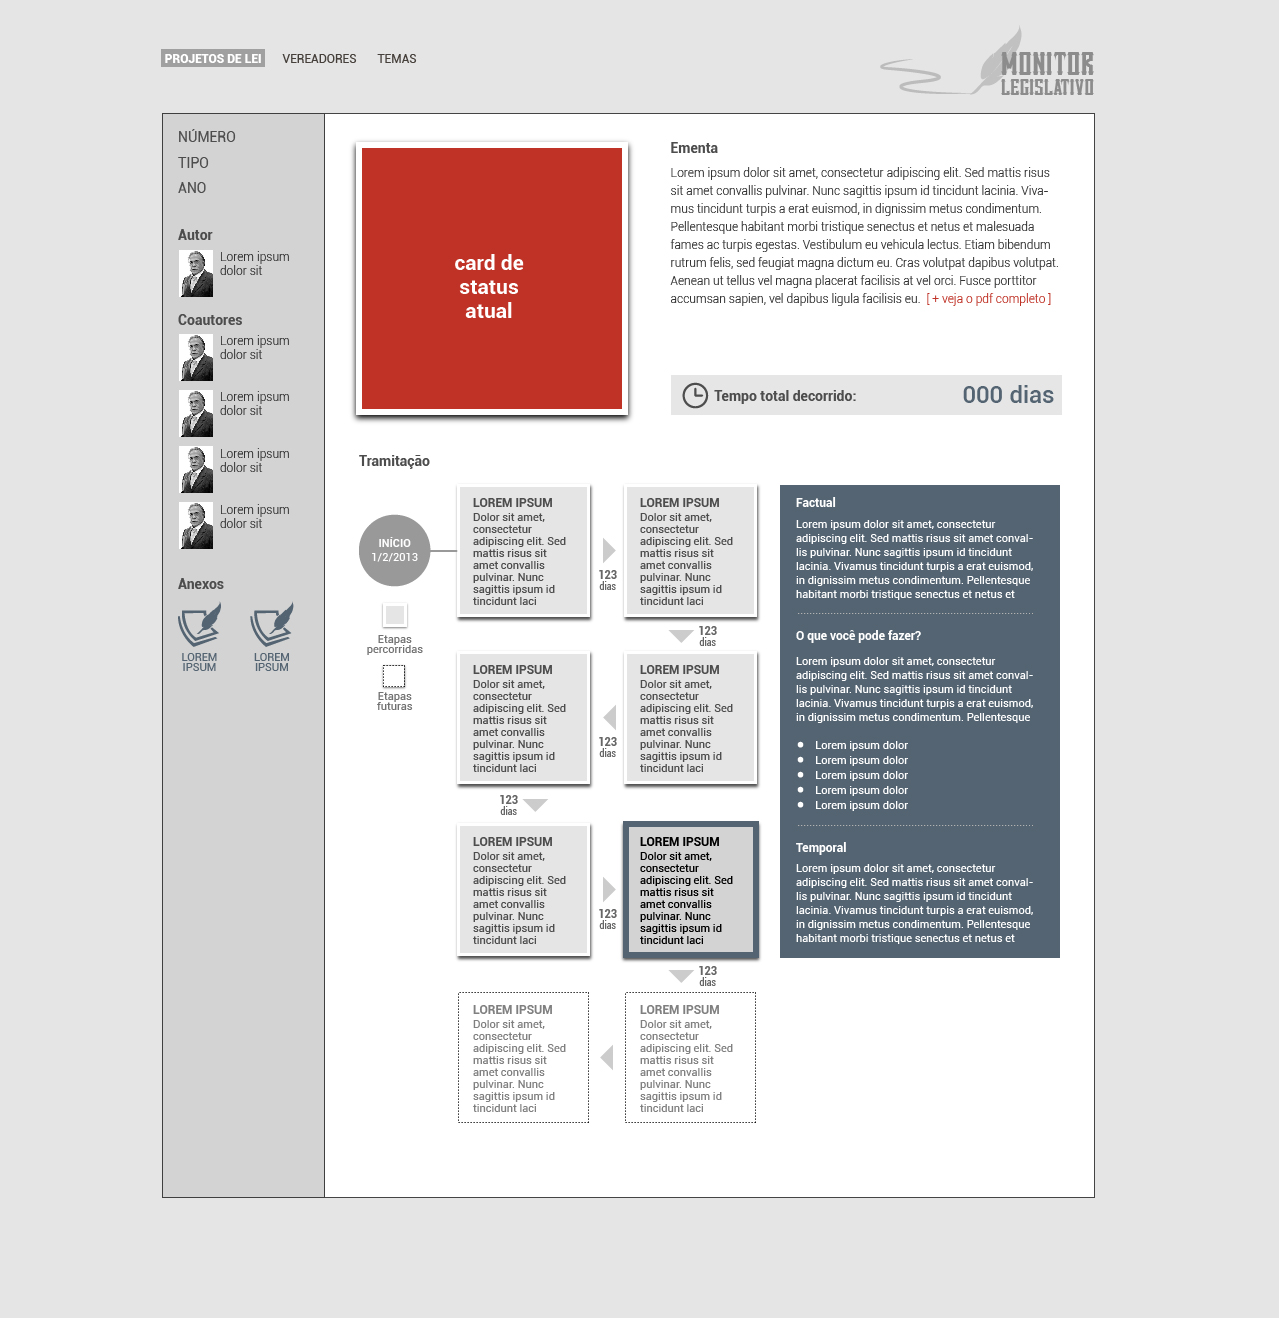 PROJETOS DE LEI
VEREADORES
TEMAS
MONITOR
LEGISLATIVO
NÚMERO
TIPO
ANO
Autor
Lorem ipsum
dolor sit
Coautores
Lorem ipsum
dolor sit
Lorem ipsum
dolor sit
Lorem ipsum
dolor sit
Lorem ipsum
dolor sit
Anexos
LOREM
IPSUM
LOREM
IPSUM
card de
status
atual
Ementa
Lorem ipsum dolor sit amet, consectetur adipiscing elit. Sed mattis risus
sit amet convallis pulvinar. Nunc sagittis ipsum id tincidunt lacinia. Viva-
mus tincidunt turpis a erat euismod, in dignissim metus condimentum.
Pellentesque habitant morbi tristique senectus et netus et malesuada
fames ac turpis egestas. Vestibulum eu vehicula lectus. Etiam bibendum
rutrum felis, sed feugiat magna dictum eu. Cras volutpat dapibus volutpat.
Aenean ut tellus vel magna placerat facilisis at vel orci. Fusce porttitor
accumsan sapien, vel dapibus ligula facilisis eu. [ + veja o pdf completo ]
Tempo total decorrido:
000 dias
Tramitação
INÍCIO
1/2/2013
Etapas
percorridas
Etapas
futuras
LOREM IPSUM
Dolor sit amet,
consectetur
adipiscing elit. Sed
mattis risus sit
amet convallis
pulvinar. Nunc
sagittis ipsum id
tincidunt laci
123
dias
LOREM IPSUM
Dolor sit amet,
consectetur
adipiscing elit. Sed
mattis risus sit
amet convallis
pulvinar. Nunc
sagittis ipsum id
tincidunt laci
123
dias
LOREM IPSUM
Dolor sit amet,
consectetur
adipiscing elit. Sed
mattis risus sit
amet convallis
pulvinar. Nunc
sagittis ipsum id
tincidunt laci
123
dias
LOREM IPSUM
Dolor sit amet,
consectetur
adipiscing elit. Sed
mattis risus sit
amet convallis
pulvinar. Nunc
sagittis ipsum id
tincidunt laci
123
dias
LOREM IPSUM
Dolor sit amet,
consectetur
adipiscing elit. Sed
mattis risus sit
amet convallis
pulvinar. Nunc
sagittis ipsum id
tincidunt laci
123
dias
LOREM IPSUM
Dolor sit amet,
consectetur
adipiscing elit. Sed
mattis risus sit
amet convallis
pulvinar. Nunc
sagittis ipsum id
tincidunt laci
123
dias
LOREM IPSUM
Dolor sit amet,
consectetur
adipiscing elit. Sed
mattis risus sit
amet convallis
pulvinar. Nunc
sagittis ipsum id
tincidunt laci
LOREM IPSUM
Dolor sit amet,
consectetur
adipiscing elit. Sed
mattis risus sit
amet convallis
pulvinar. Nunc
sagittis ipsum id
tincidunt laci
Factual
Lorem ipsum dolor sit amet, consectetur
adipiscing elit. Sed mattis risus sit amet conval-
lis pulvinar. Nunc sagittis ipsum id tincidunt
lacinia. Vivamus tincidunt turpis a erat euismod,
in dignissim metus condimentum. Pellentesque
habitant morbi tristique senectus et netus et
O que você pode fazer?
Lorem ipsum dolor sit amet, consectetur
adipiscing elit. Sed mattis risus sit amet conval-
lis pulvinar. Nunc sagittis ipsum id tincidunt
lacinia. Vivamus tincidunt turpis a erat euismod,
in dignissim metus condimentum. Pellentesque
Lorem ipsum dolor
Lorem ipsum dolor
Lorem ipsum dolor
Lorem ipsum dolor
Lorem ipsum dolor
Temporal
Lorem ipsum dolor sit amet, consectetur
adipiscing elit. Sed mattis risus sit amet conval-
lis pulvinar. Nunc sagittis ipsum id tincidunt
lacinia. Vivamus tincidunt turpis a erat euismod,
in dignissim metus condimentum. Pellentesque
habitant morbi tristique senectus et netus et